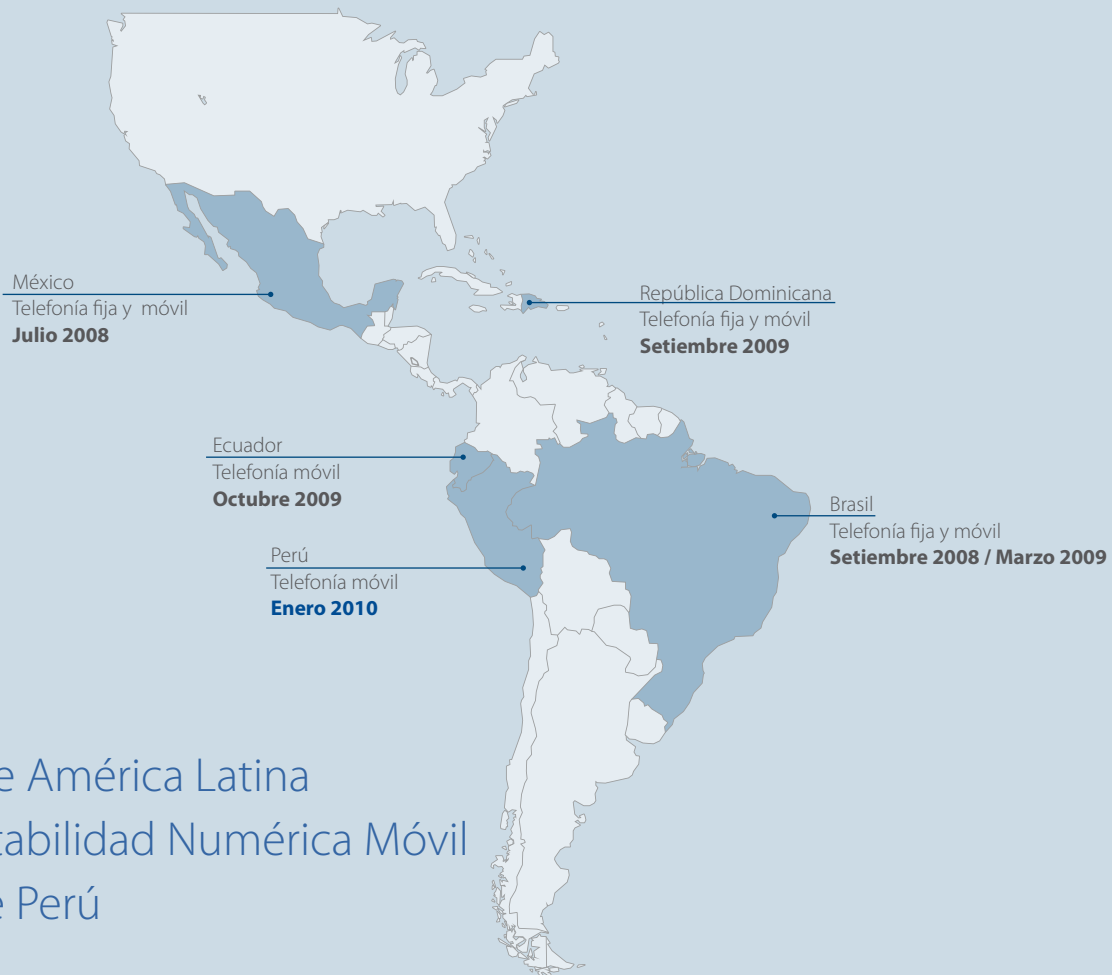 México
Telefonía fija y móvil
Julio 2008
República Dominicana
Telefonía fija y móvil
Setiembre 2009
Ecuador
Telefonía móvil
Octubre 2009
Brasil
Telefonía fija y móvil
Setiembre 2008 / Marzo 2009
Perú
Telefonía móvil
Enero 2010
e América Latina
tabilidad Numérica Móvil
e Perú